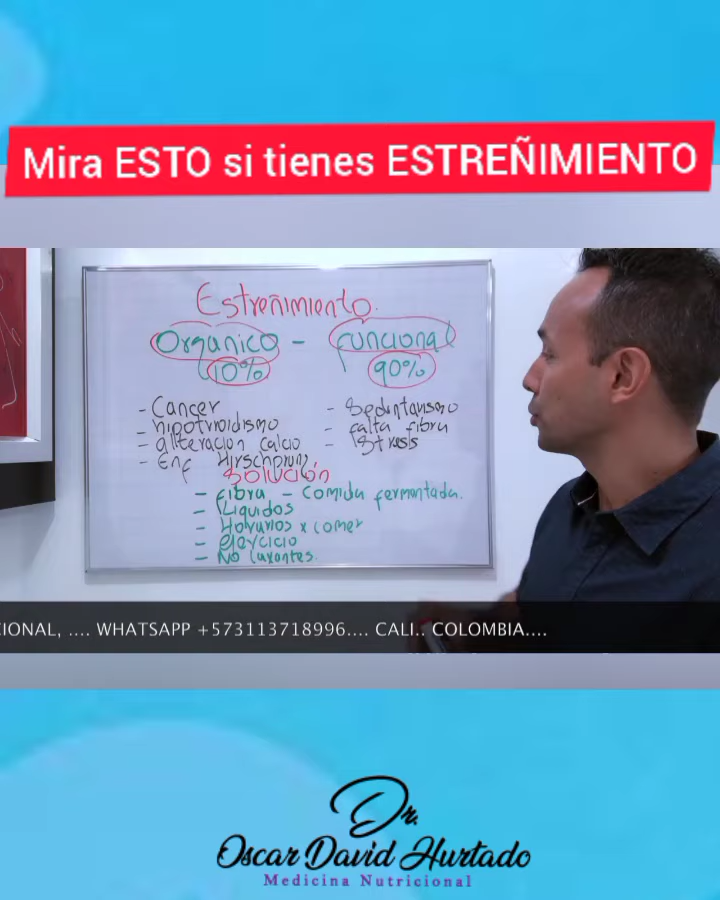 Mira ESTO si tienes ESTREÑIMIENTO
Estreñimiento.
Organico - funcional
10% 90%
- Cancer
- hipotiroidismo
- alteracion calcio
- Enf Hirschprung
- Sedentarismo
- falta fibra
- Stress
Solución
- fibra - comida fermentada.
- Liquidos
- Horarios x comer
- ejercicio
- No laxantes.
CIONAL, .... WHATSAPP +573113718996.... CALI.. COLOMBIA....
Dr.
Oscar David Hurtado
Medicina Nutricional